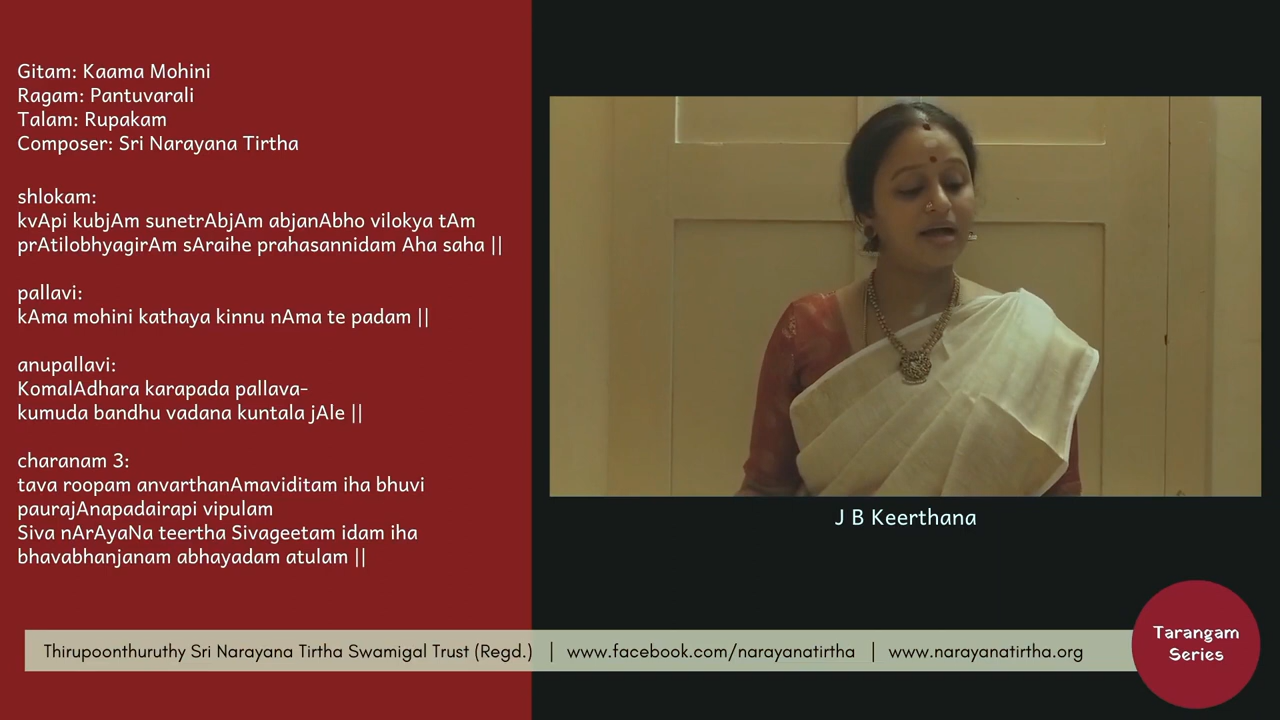 Gitam: Kaama Mohini
Ragam: Pantuvarali
Talam: Rupakam
Composer: Sri Narayana Tirtha
shlokam:
kvApi kubjAm sunetrAbjAm abjanAbho vilokya tAm
prAtilobhyagirAm sAraihe prahasannidam Aha saha ||
pallavi:
kAma mohini kathaya kinnu nAma te padam ||
anupallavi:
KomalAdhara karapada pallava-
kumuda bandhu vadana kuntala jAle ||
charanam 3:
tava roopam anvarthanAmaviditam iha bhuvi
paurajAnapadairapi vipulam
Siva nArAyaNa teertha Sivageetam idam iha
bhavabhanjanam abhayadam atulam ||
J B Keerthana
Thirupoonthuruthy Sri Narayana Tirtha Swamigal Trust (Regd.) | www.facebook.com/narayanatirtha | www.narayanatirtha.org
Tarangam
Series